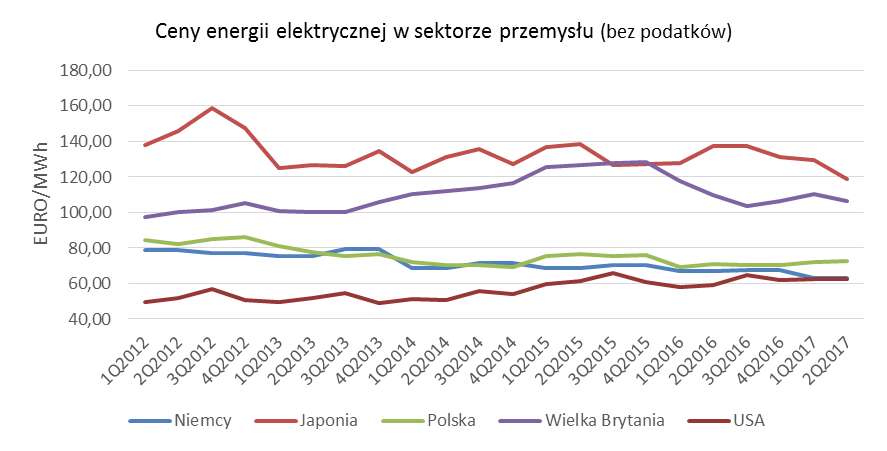 Ceny energii elektrycznej w sektorze przemysłu (bez podatków)
180,00
160,00
140,00
120,00
100,00
80,00
60,00
40,00
EURO/MWh
1Q2012
2Q2012
3Q2012
4Q2012
1Q2013
2Q2013
3Q2013
4Q2013
1Q2014
2Q2014
3Q2014
4Q2014
1Q2015
2Q2015
3Q2015
4Q2015
1Q2016
2Q2016
3Q2016
4Q2016
1Q2017
2Q2017
Niemcy Japonia Polska Wielka Brytania USA